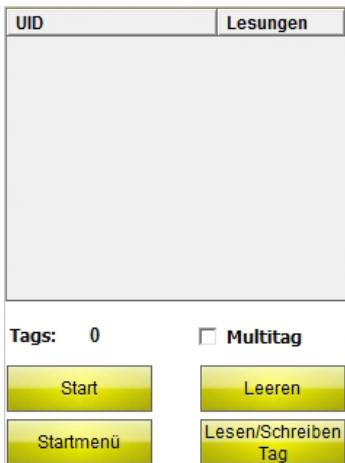 UID Lesungen
Tags: 0 Multitag
Start Leeren
Startmenü Lesen/Schreiben
Tag